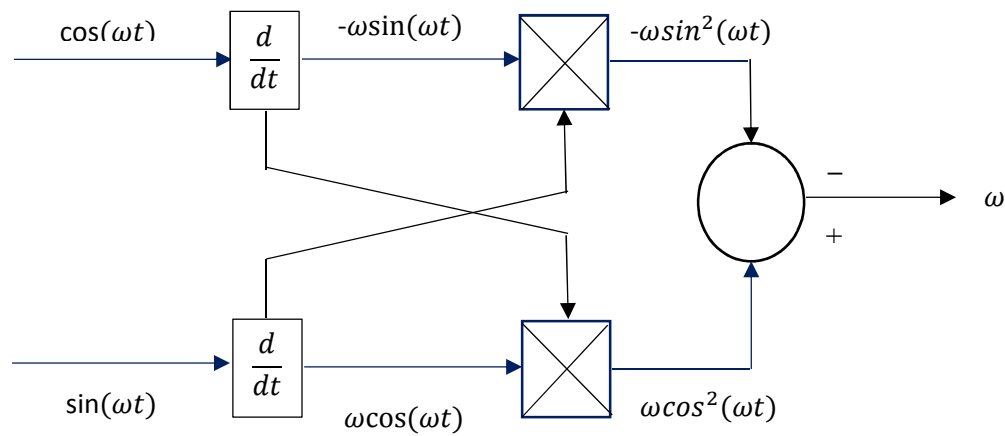 cos(ωt) -ωsin(ωt) -ωsin²(ωt)
d/dt
−
ω
+
d/dt
sin(ωt) ωcos(ωt) ωcos²(ωt)